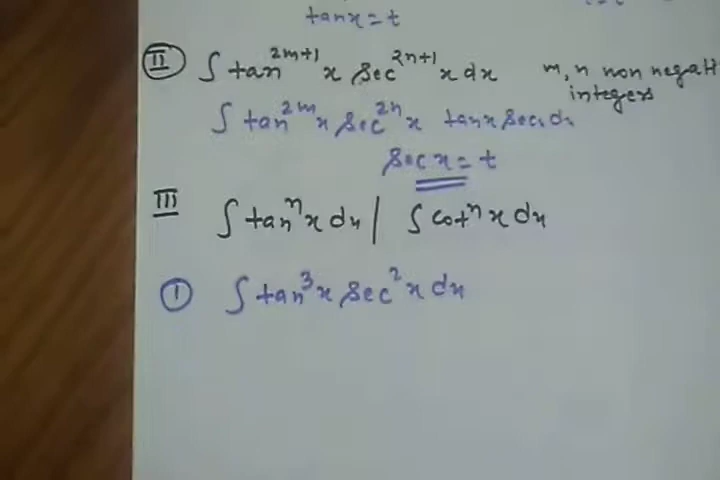 tanx = t
II ∫ tan^{2m+1} x sec^{2n+1} x dx m, n non negati
integers
∫ tan^{2m} x sec^{2n} x tanx secx dx
secx = t
III ∫ tan^n x dx | ∫ cot^n x dx
① ∫ tan^3 x sec^2 x dx